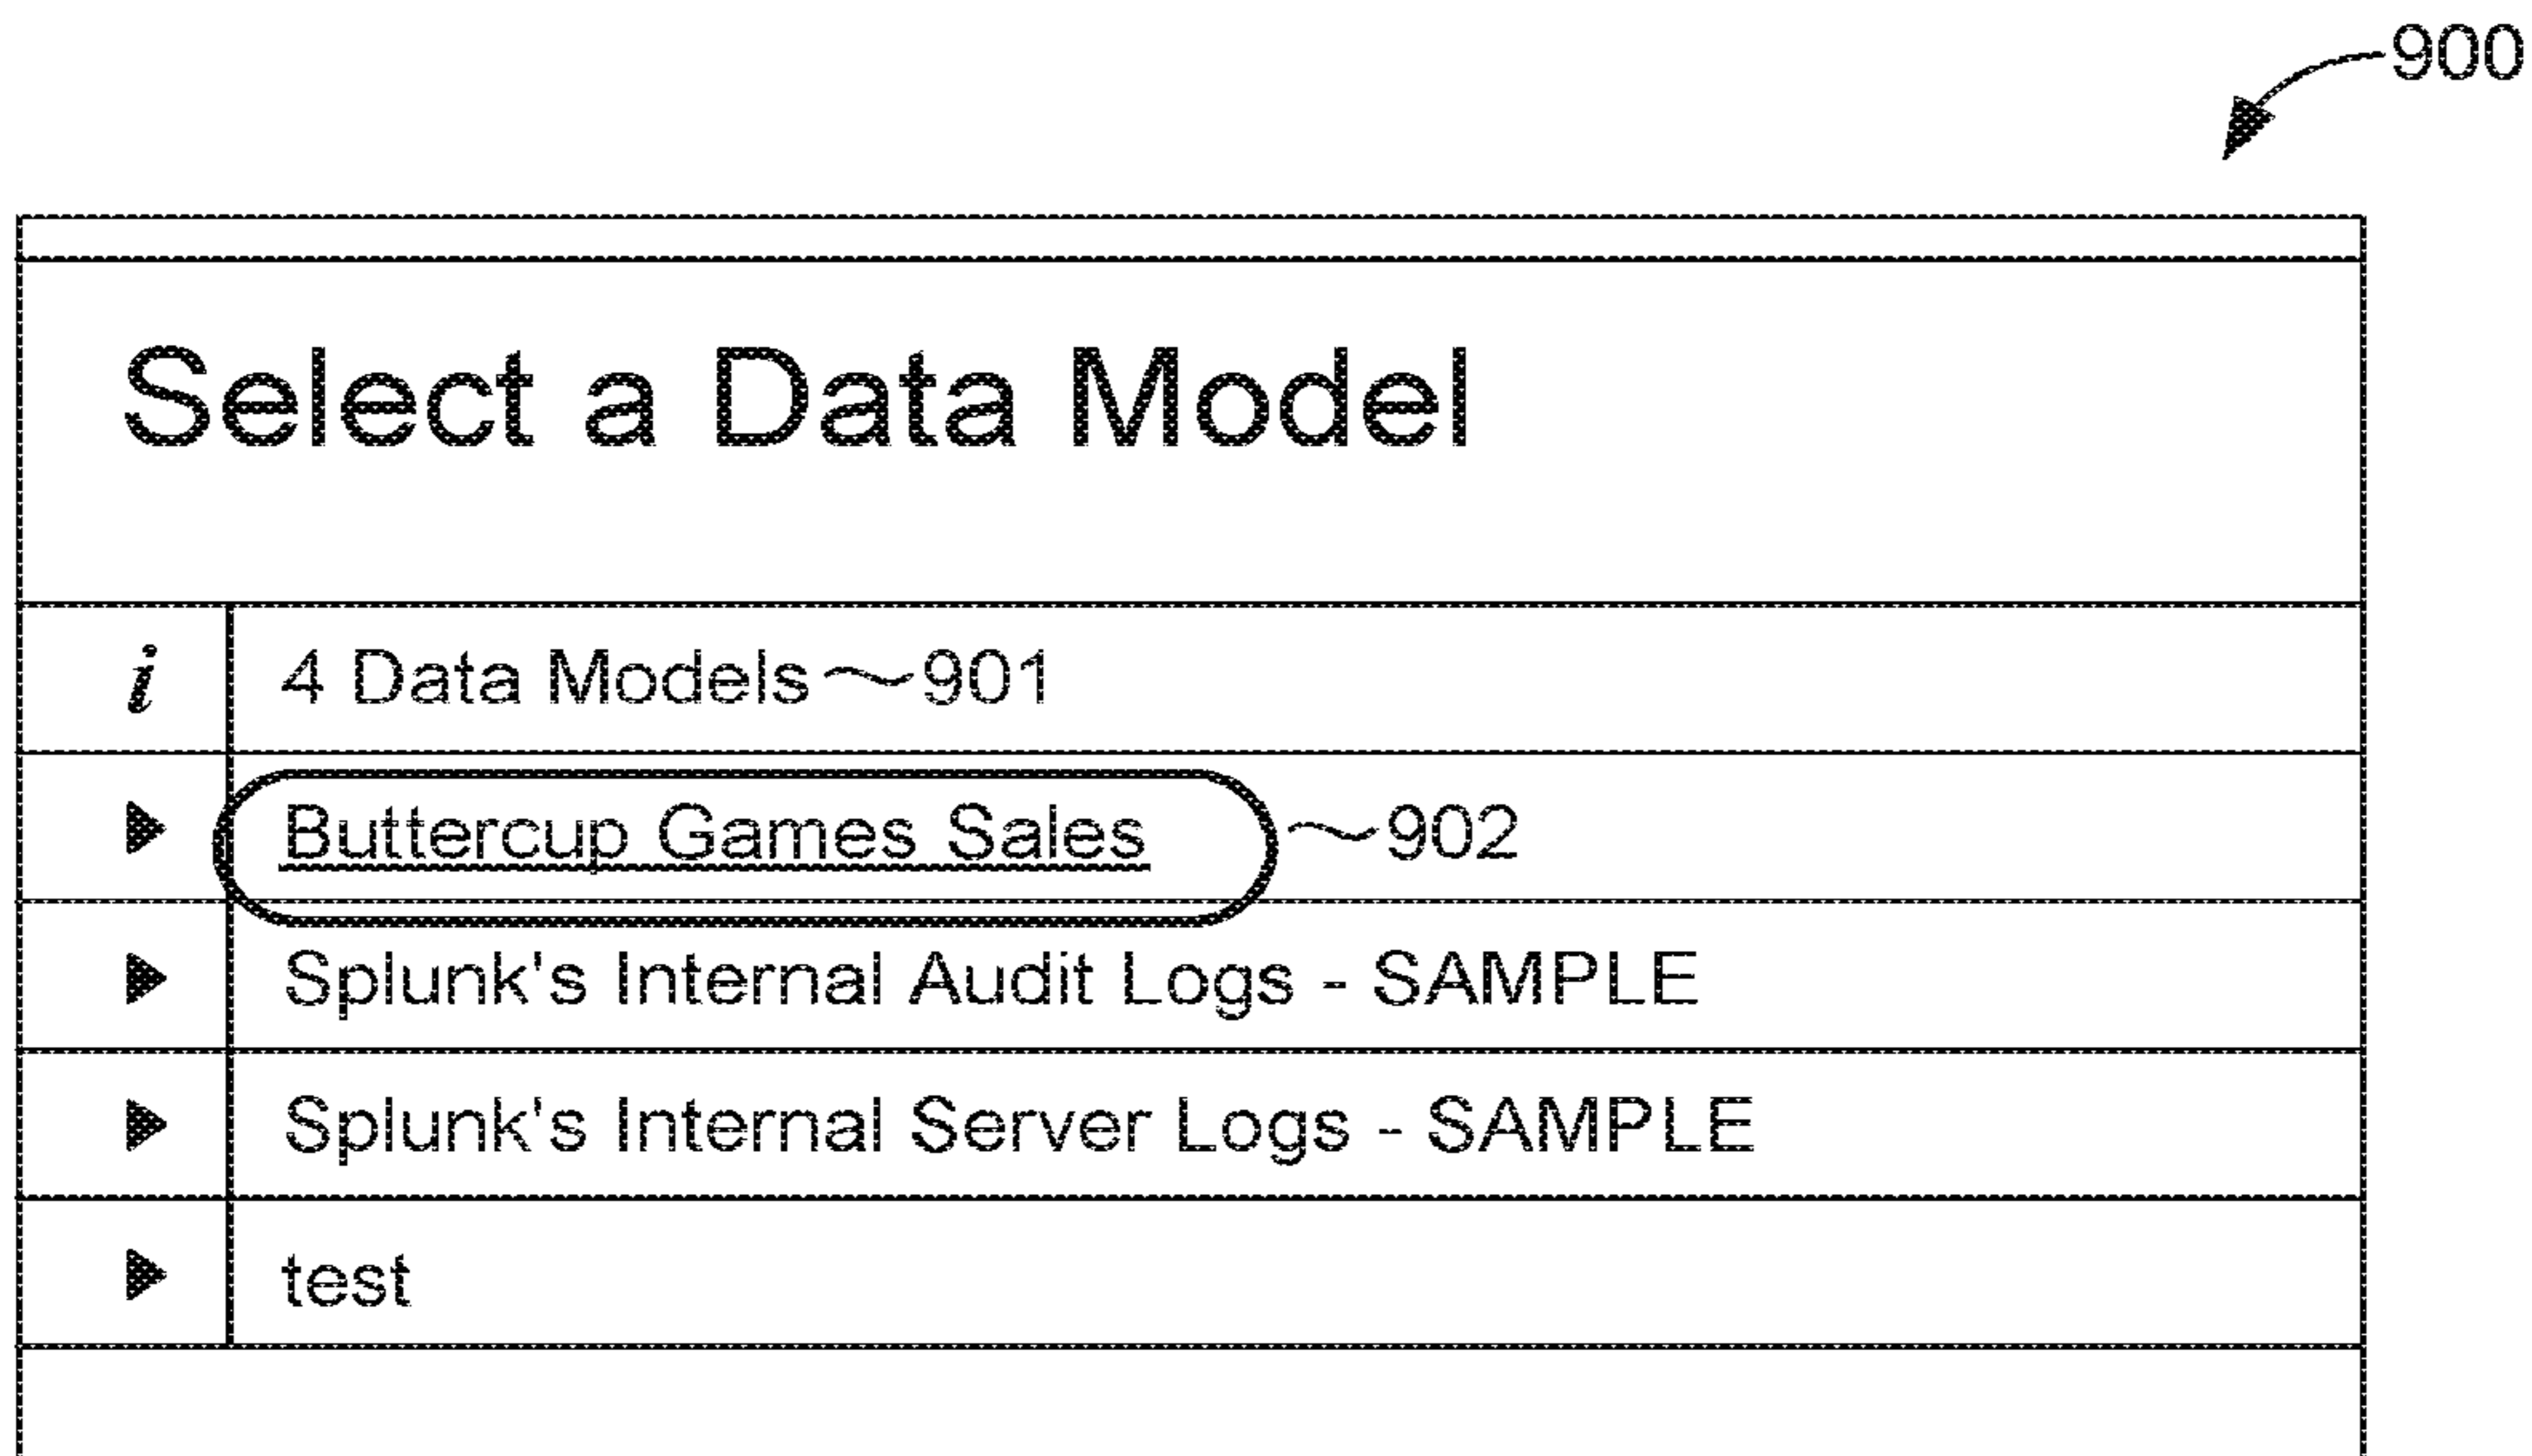 900
Select a Data Model
i 4 Data Models 901
Buttercup Games Sales 902
Splunk's Internal Audit Logs - SAMPLE
Splunk's Internal Server Logs - SAMPLE
test